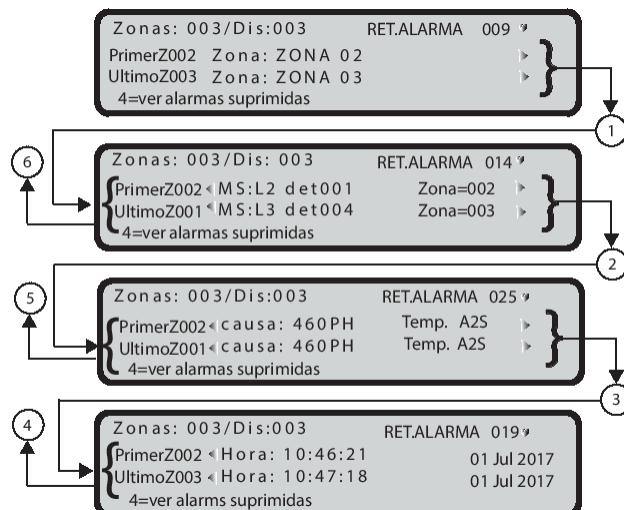 Zonas: 003/Dis:003 RET.ALARMA 009
PrimerZ002 Zona: ZONA 02
UltimoZ003 Zona: ZONA 03
4=ver alarmas suprimidas
1
6
Zonas: 003/Dis: 003 RET.ALARMA 014
PrimerZ002 MS:L2 det001 Zona=002
UltimoZ001 MS:L3 det004 Zona=003
4=ver alarmas suprimidas
2
5
Zonas: 003/Dis:003 RET.ALARMA 025
PrimerZ002 causa: 460PH Temp. A2S
UltimoZ001 causa: 460PH Temp. A2S
4=ver alarmas suprimidas
3
4
Zonas: 003/Dis:003 RET.ALARMA 019
PrimerZ002 Hora: 10:46:21 01 Jul 2017
UltimoZ003 Hora: 10:47:18 01 Jul 2017
4=ver alarms suprimidas